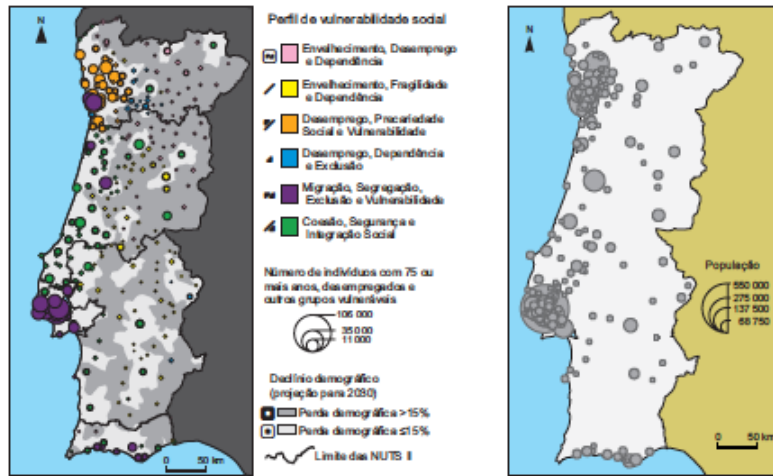 N
Perfil de vulnerabilidade social
Envelhecimento, Desemprego
e Dependência
Envelhecimento, Fragilidade
e Dependência
Desemprego, Precariedade
Social e Vulnerabilidade
Desemprego, Dependência
e Exclusão
Migração, Segregação,
Exclusão e Vulnerabilidade
Coesão, Segurança e
Integração Social
Número de indivíduos com 75 ou
mais anos, desempregados e
outros grupos vulneráveis
106 000
35 000
11 000
Declínio demográfico
(projeção para 2030)
Perda demográfica >15%
Perda demográfica ≤15%
Limite das NUTS II
0 50 km
N
População
550 000
275 000
137 500
68 750
0 50 km